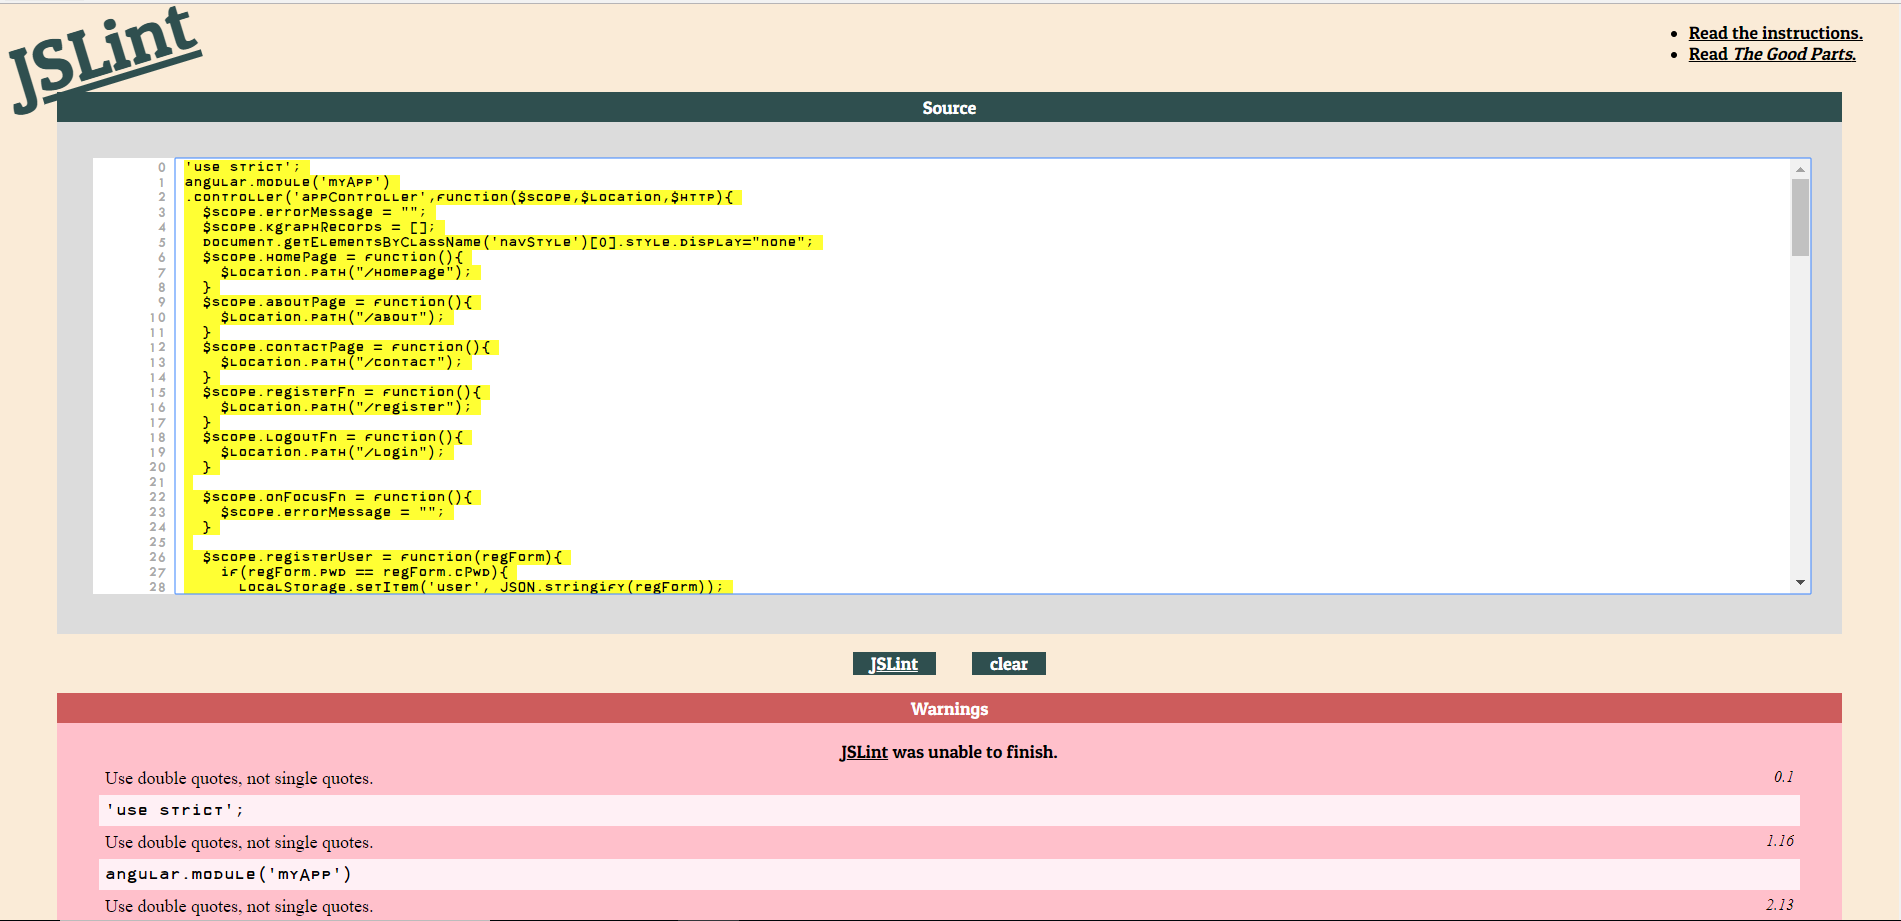 JSLint
Read the instructions.
Read The Good Parts.
Source
0 'use strict';
1 angular.module('myApp')
2 .controller('appController',function($scope,$location,$http){
3 $scope.errorMessage = "";
4 $scope.kgraphRecords = [];
5 document.getElementsByClassName('navStyle')[0].style.display="none";
6 $scope.homePage = function(){
7 $location.path("/homepage");
8 }
9 $scope.aboutPage = function(){
10 $location.path("/about");
11 }
12 $scope.contactPage = function(){
13 $location.path("/contact");
14 }
15 $scope.registerFn = function(){
16 $location.path("/register");
17 }
18 $scope.logoutFn = function(){
19 $location.path("/login");
20 }
21
22 $scope.onFocusFn = function(){
23 $scope.errorMessage = "";
24 }
25
26 $scope.registerUser = function(regForm){
27 if(regForm.pwd == regForm.cPwd){
28 localStorage.setItem('user', JSON.stringify(regForm));
JSLint clear
Warnings
JSLint was unable to finish.
Use double quotes, not single quotes. 0.1
'use strict';
Use double quotes, not single quotes. 1.16
angular.module('myApp')
Use double quotes, not single quotes. 2.13